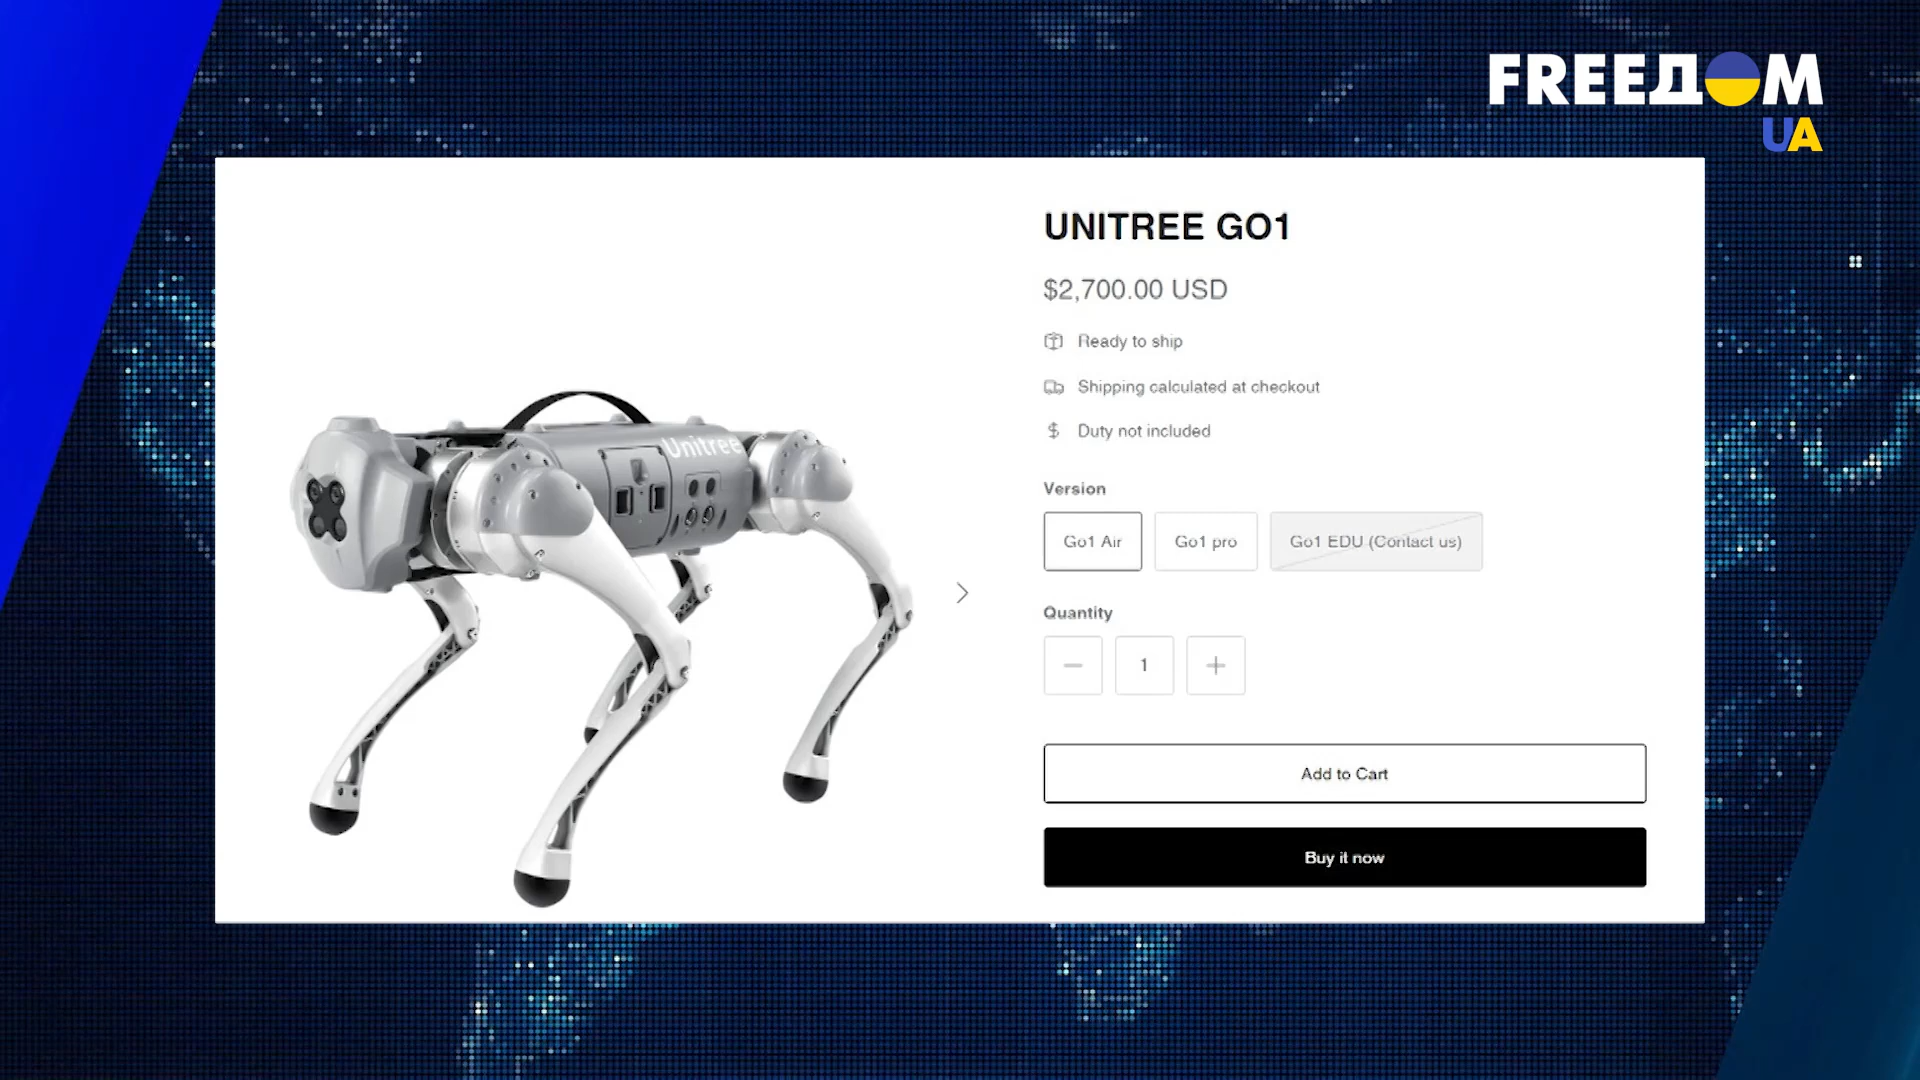 FREEДOM
UA
UNITREE GO1
$2,700.00 USD
Ready to ship
Shipping calculated at checkout
$ Duty not included
Version
Go1 Air
Go1 pro
Go1 EDU (Contact us)
Quantity
1
Add to Cart
Buy it now
Unitree